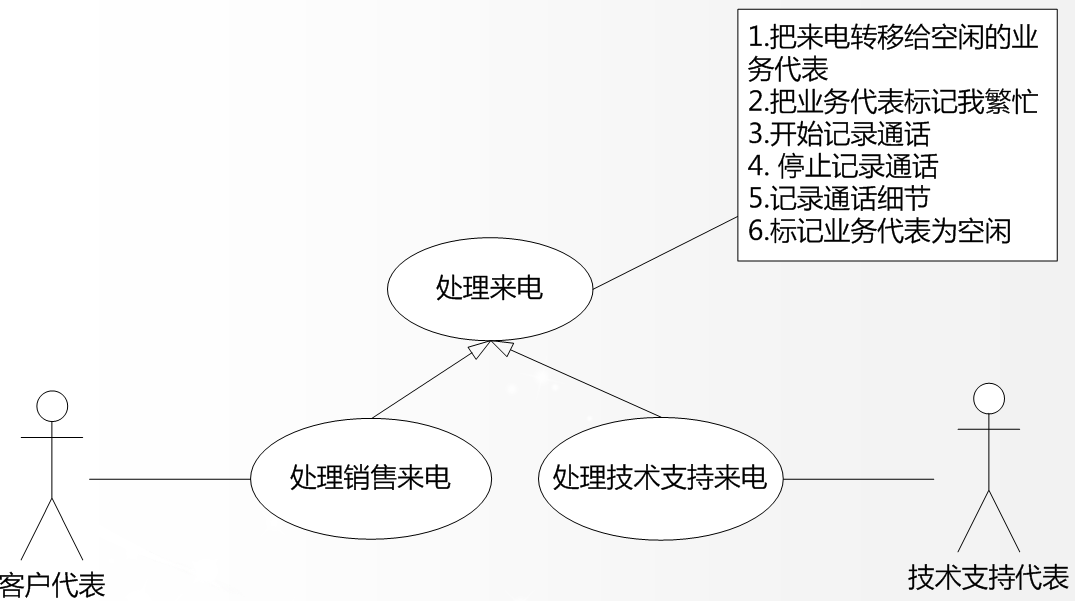 1.把来电转移给空闲的业
务代表
2.把业务代表标记我繁忙
3.开始记录通话
4. 停止记录通话
5.记录通话细节
6.标记业务代表为空闲
处理来电
处理销售来电
处理技术支持来电
客户代表
技术支持代表